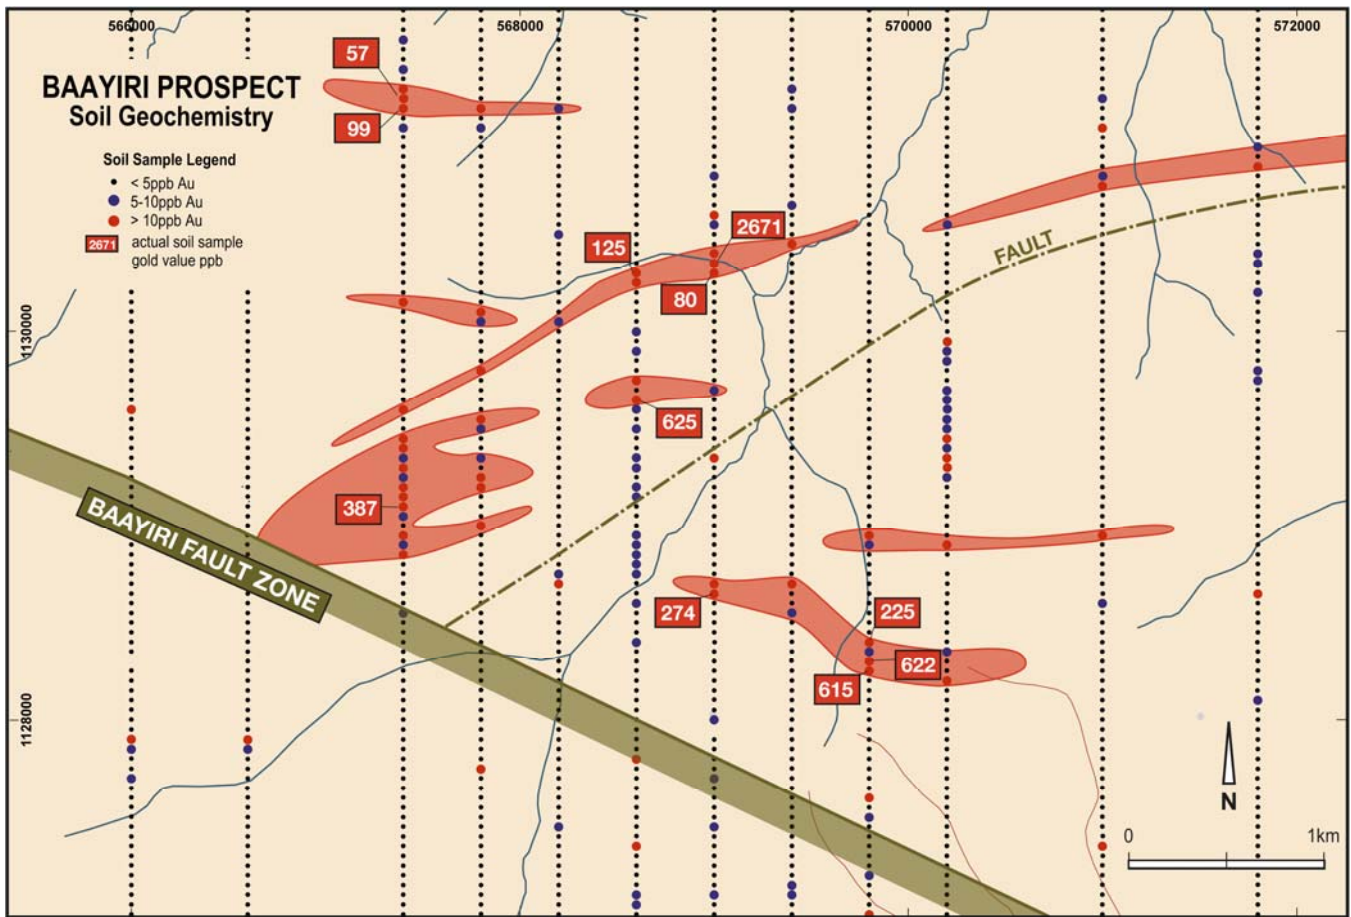 566000
568000
570000
572000
57
BAAYIRI PROSPECT
Soil Geochemistry
99
Soil Sample Legend
< 5ppb Au
5-10ppb Au
> 10ppb Au
2671 actual soil sample
gold value ppb
125
2671
FAULT
80
1130000
625
387
BAAYIRI FAULT ZONE
274
225
622
615
1128000
N
0 1km